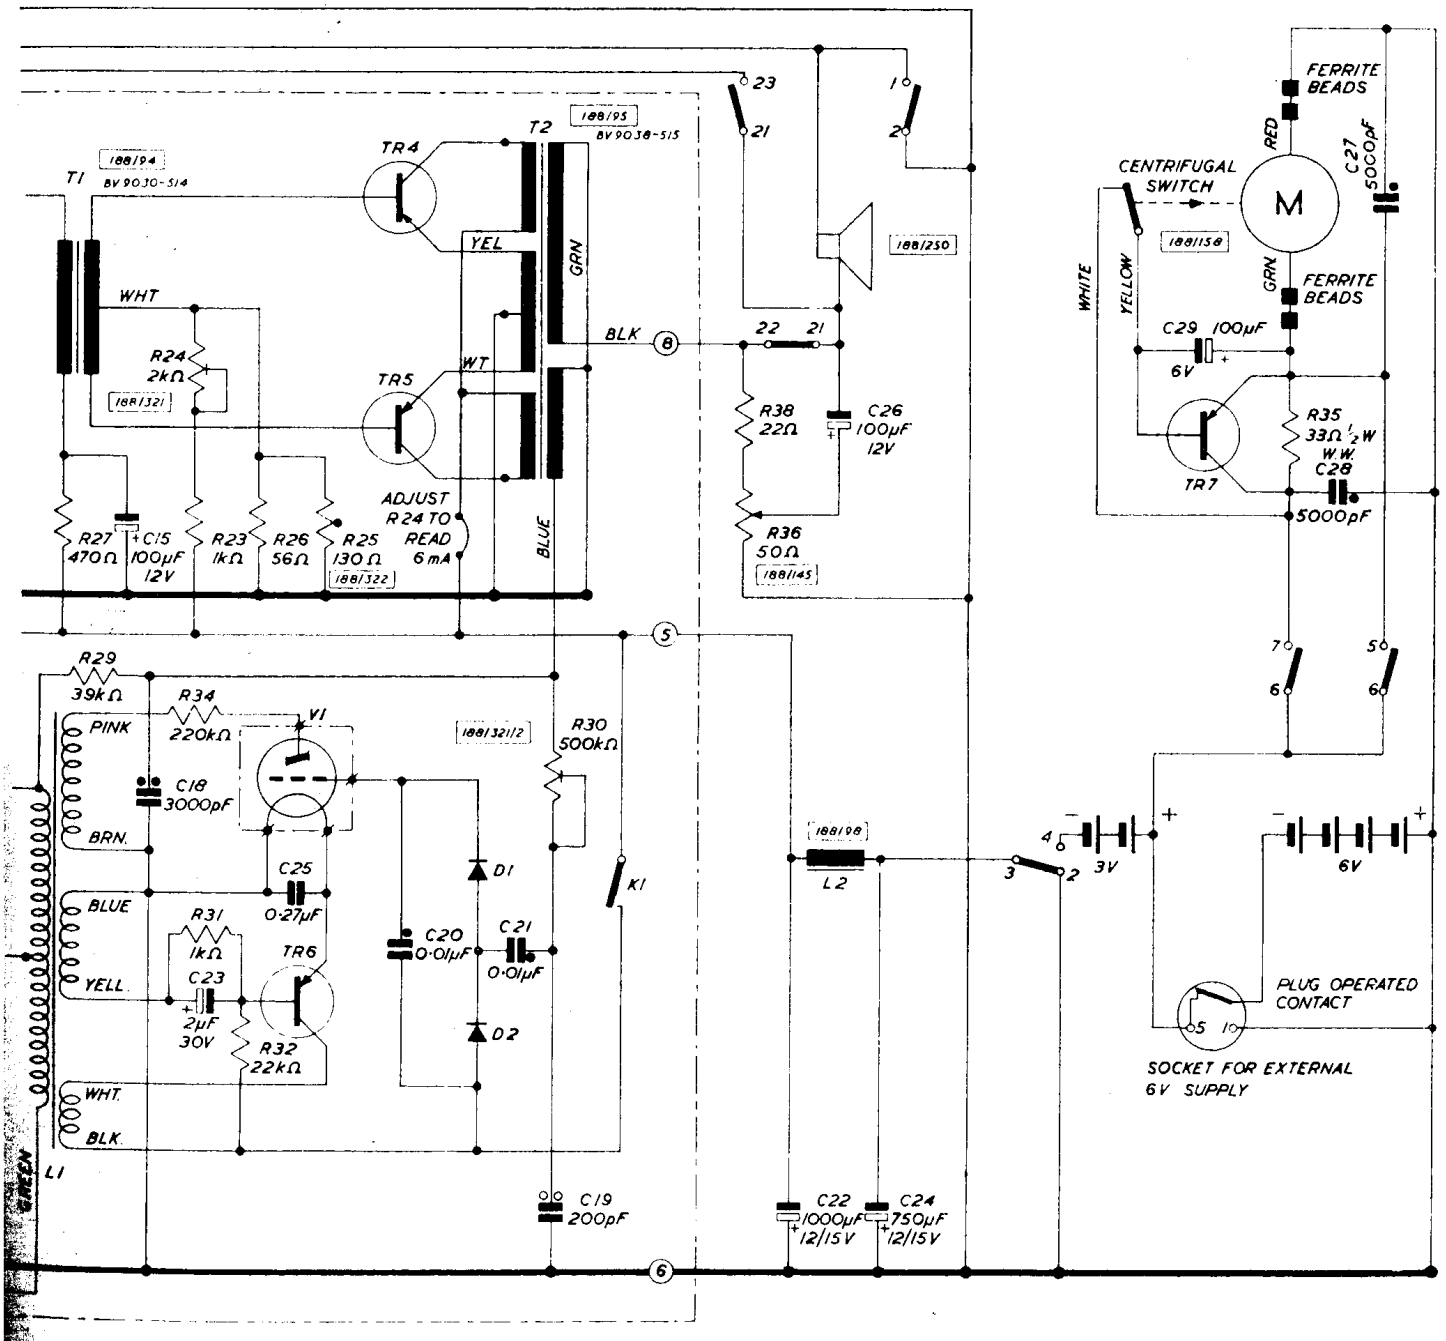 23
21
1
2
FERRITE
BEADS
RED
C27
5000pF
CENTRIFUGAL
SWITCH
M
188/158
WHITE
YELLOW
GRN.
FERRITE
BEADS
C29 100µF
+
6V
R35
33Ω ½ W
W.W.
TR7
C28
5000pF
T1
188/94
BV 9030-514
TR4
T2
188/95
BV 9038-515
YEL
GRN
188/250
WHT
R24
2kΩ
188/321
TR5
WT
BLK
8
22 21
R38
22Ω
C26
100µF
12V
+
R27
470Ω
+ C15
100µF
12V
R23
1kΩ
R26
56Ω
R25
130Ω
188/322
ADJUST
R24 TO
READ
6mA
BLUE
R36
50Ω
188/145
5
7
6
5
6
R29
39kΩ
PINK
R34
220kΩ
V1
188/321/2
R30
500kΩ
C18
3000pF
BRN.
BLUE
C25
0·27µF
D1
K1
188/98
L2
3
4
2
-
3V
+
-
6V
+
R31
1kΩ
YELL.
C23
+
2µF
30V
TR6
C20
0·01µF
C21
0·01µF
R32
22kΩ
D2
WHT.
BLK.
GREEN
L1
PLUG OPERATED
CONTACT
5 1
SOCKET FOR EXTERNAL
6V SUPPLY
C19
200pF
C22
1000µF
+ 12/15V
C24
750µF
+ 12/15V
6